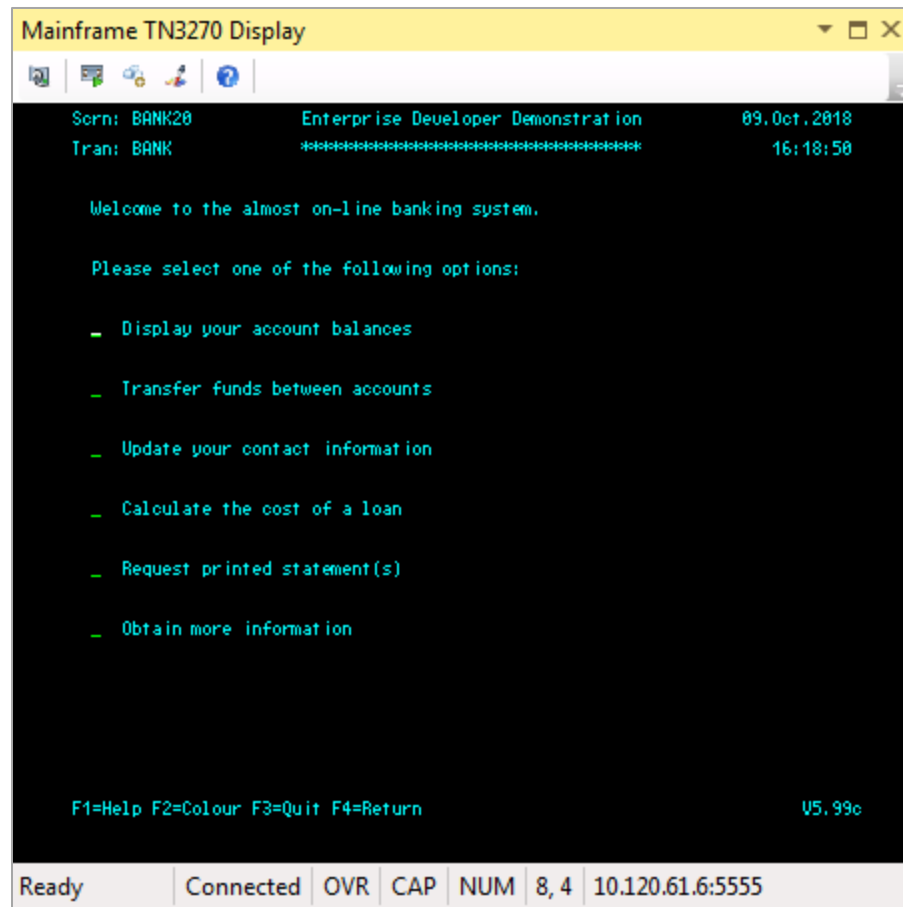 Mainframe TN3270 Display
Scrn: BANK20 Enterprise Developer Demonstration 09.Oct.2018
Tran: BANK **************************************** 16:18:50
Welcome to the almost on-line banking system.
Please select one of the following options:
_ Display your account balances
_ Transfer funds between accounts
_ Update your contact information
_ Calculate the cost of a loan
_ Request printed statement(s)
_ Obtain more information
F1=Help F2=Colour F3=Quit F4=Return V5.99c
Ready Connected OVR CAP NUM 8, 4 10.120.61.6:5555